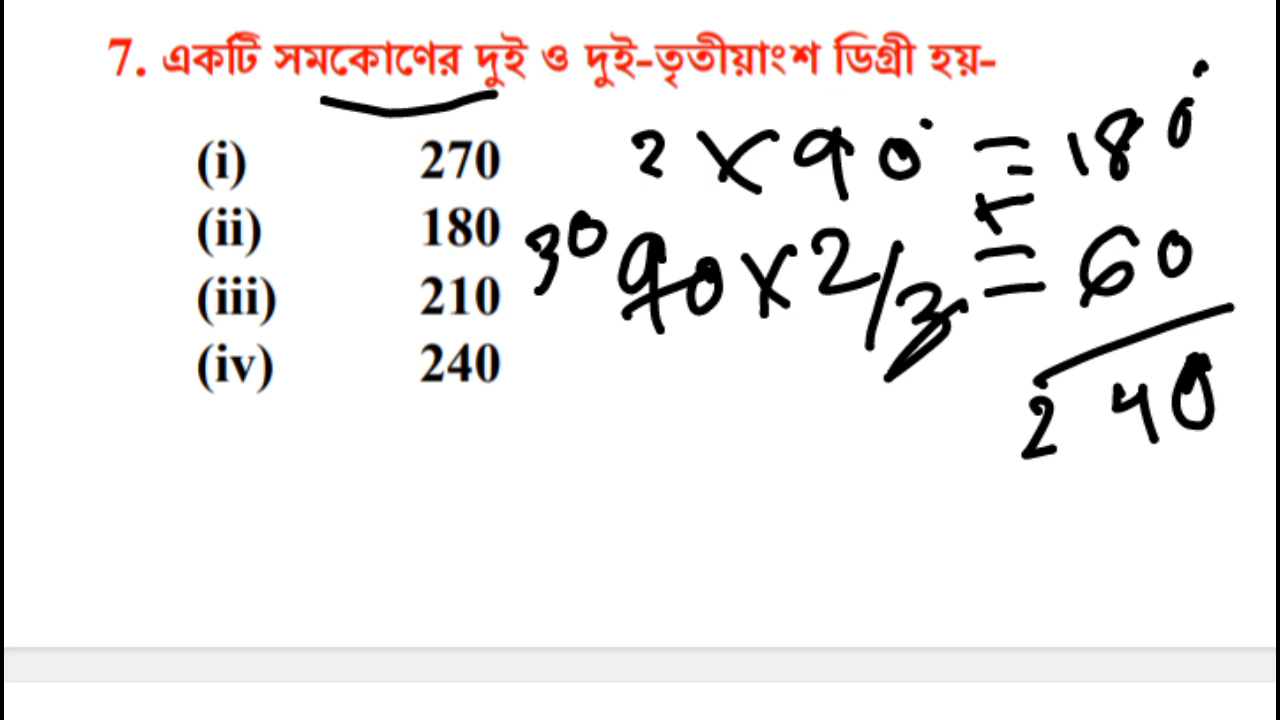 7. একটি সমকোণের দুই ও দুই-তৃতীয়াংশ ডিগ্রী হয়-
(i) 270
(ii) 180
(iii) 210
(iv) 240
2 × 90° = 180°
30 90 × 2/3 = + 60
240